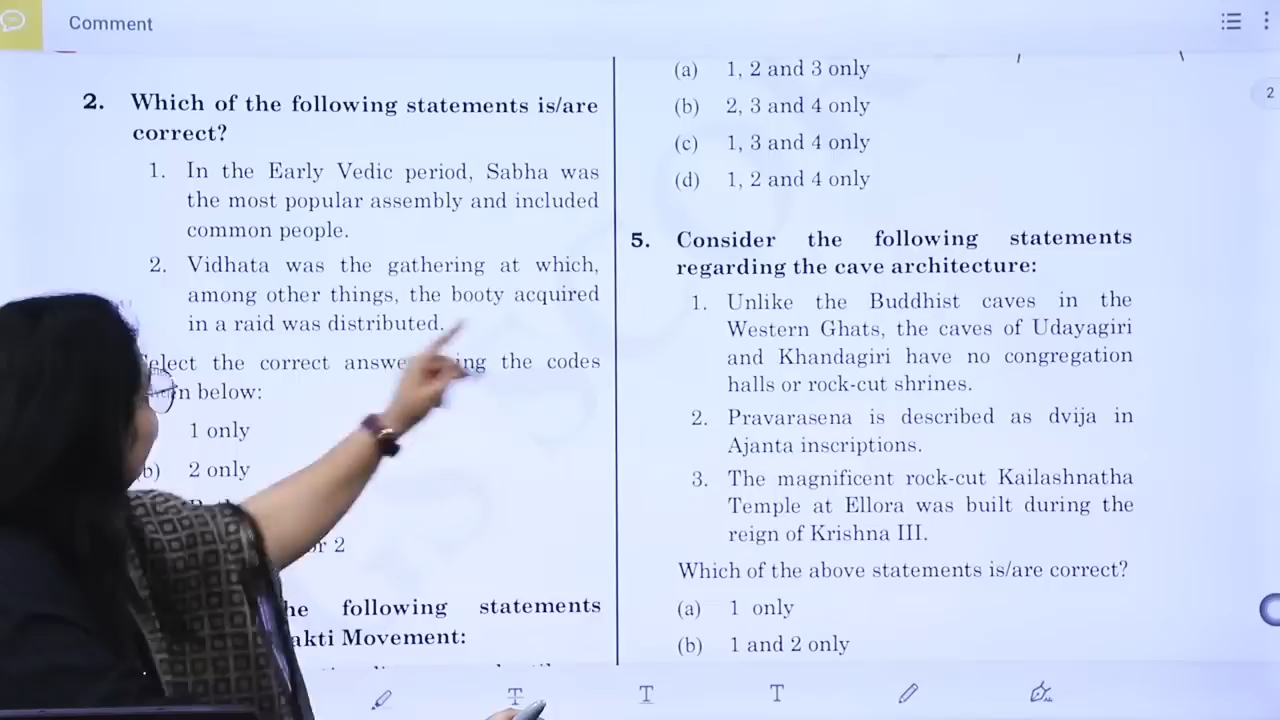 Comment
2
2. Which of the following statements is/are
correct?
1. In the Early Vedic period, Sabha was
the most popular assembly and included
common people.
2. Vidhata was the gathering at which,
among other things, the booty acquired
in a raid was distributed.
the correct the codes
below:
1 only
2 only
or 2
the following statements
Movement:
(a) 1, 2 and 3 only
(b) 2, 3 and 4 only
(c) 1, 3 and 4 only
(d) 1, 2 and 4 only
5. Consider the following statements
regarding the cave architecture:
1. Unlike the Buddhist caves in the
Western Ghats, the caves of Udayagiri
and Khandagiri have no congregation
halls or rock-cut shrines.
2. Pravarasena is described as dvija in
Ajanta inscriptions.
3. The magnificent rock-cut Kailashnatha
Temple at Ellora was built during the
reign of Krishna III.
Which of the above statements is/are correct?
(a) 1 only
(b) 1 and 2 only
T T T